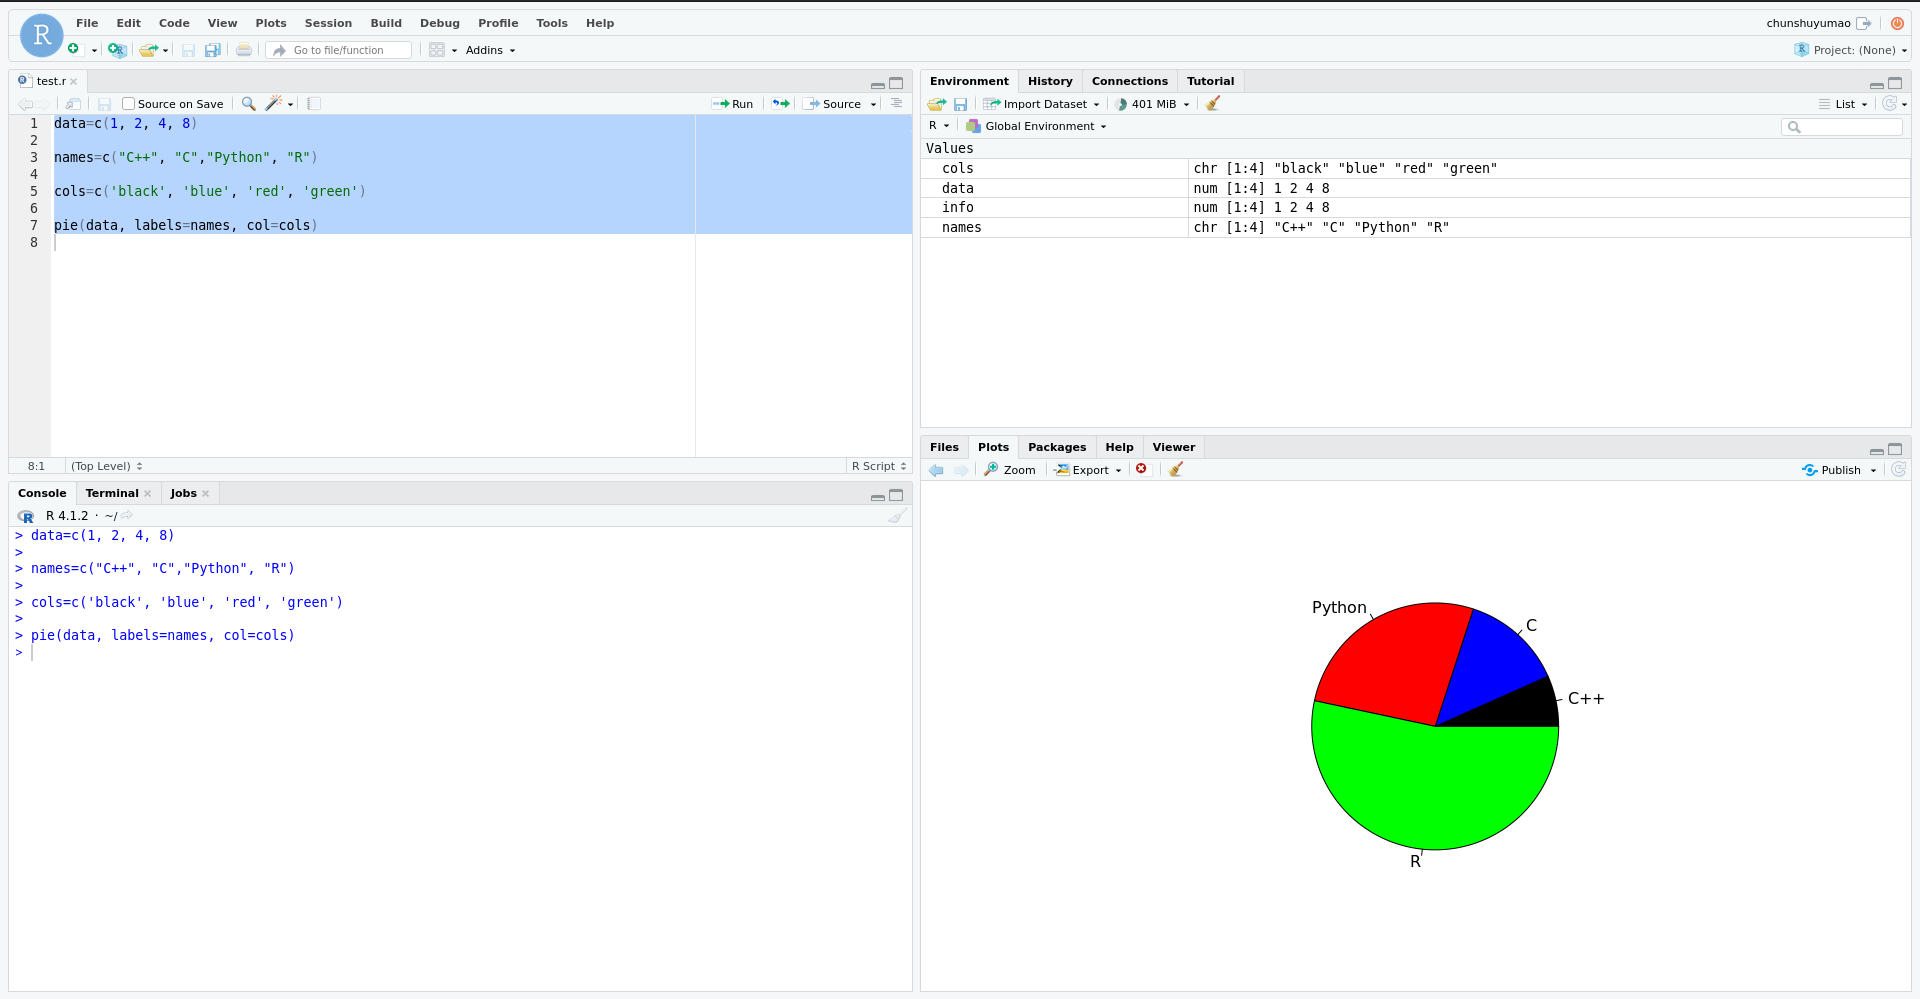 R
File Edit Code View Plots Session Build Debug Profile Tools Help
chunshuyumao
Go to file/function
Addins
Project: (None)
test.r
Source on Save
Run
Source
1 data=c(1, 2, 4, 8)
2
3 names=c("C++", "C","Python", "R")
4
5 cols=c('black', 'blue', 'red', 'green')
6
7 pie(data, labels=names, col=cols)
8
8:1 (Top Level) R Script
Console Terminal Jobs
R 4.1.2 · ~/
> data=c(1, 2, 4, 8)
>
> names=c("C++", "C","Python", "R")
>
> cols=c('black', 'blue', 'red', 'green')
>
> pie(data, labels=names, col=cols)
>
Environment History Connections Tutorial
Import Dataset 401 MiB List
R Global Environment
Values
cols chr [1:4] "black" "blue" "red" "green"
data num [1:4] 1 2 4 8
info num [1:4] 1 2 4 8
names chr [1:4] "C++" "C" "Python" "R"
Files Plots Packages Help Viewer
Zoom Export Publish
Python
C
C++
R